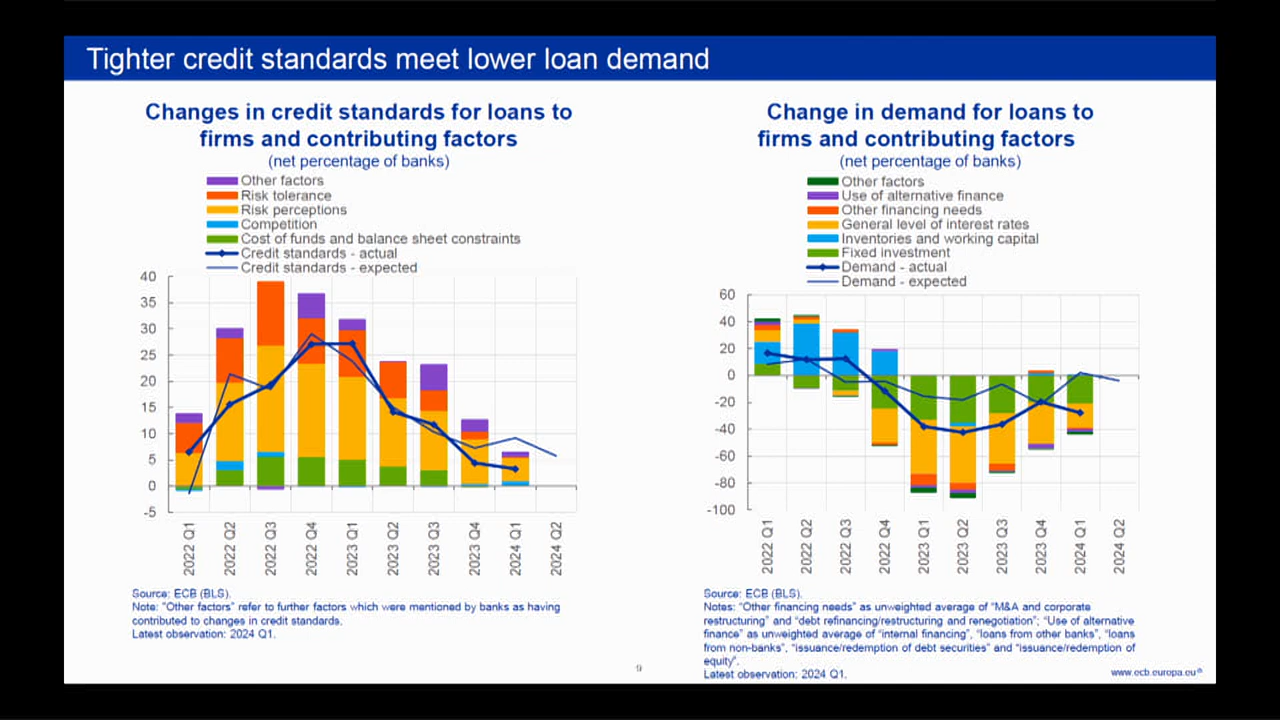 Tighter credit standards meet lower loan demand
Changes in credit standards for loans to
firms and contributing factors
(net percentage of banks)
Other factors
Risk tolerance
Risk perceptions
Competition
Cost of funds and balance sheet constraints
Credit standards - actual
Credit standards - expected
40
35
30
25
20
15
10
5
0
-5
2022 Q1
2022 Q2
2022 Q3
2022 Q4
2023 Q1
2023 Q2
2023 Q3
2023 Q4
2024 Q1
2024 Q2
Source: ECB (BLS).
Note: "Other factors" refer to further factors which were mentioned by banks as having
contributed to changes in credit standards.
Latest observation: 2024 Q1.
Change in demand for loans to
firms and contributing factors
(net percentage of banks)
Other factors
Use of alternative finance
Other financing needs
General level of interest rates
Inventories and working capital
Fixed investment
Demand - actual
Demand - expected
60
40
20
0
-20
-40
-60
-80
-100
2022 Q1
2022 Q2
2022 Q3
2022 Q4
2023 Q1
2023 Q2
2023 Q3
2023 Q4
2024 Q1
2024 Q2
Source: ECB (BLS).
Notes: "Other financing needs" as unweighted average of "M&A and corporate
restructuring" and "debt refinancing/restructuring and renegotiation"; "Use of alternative
finance" as unweighted average of "internal financing", "loans from other banks", "loans
from non-banks", "issuance/redemption of debt securities" and "issuance/redemption of
equity".
Latest observation: 2024 Q1.
9
www.ecb.europa.eu©